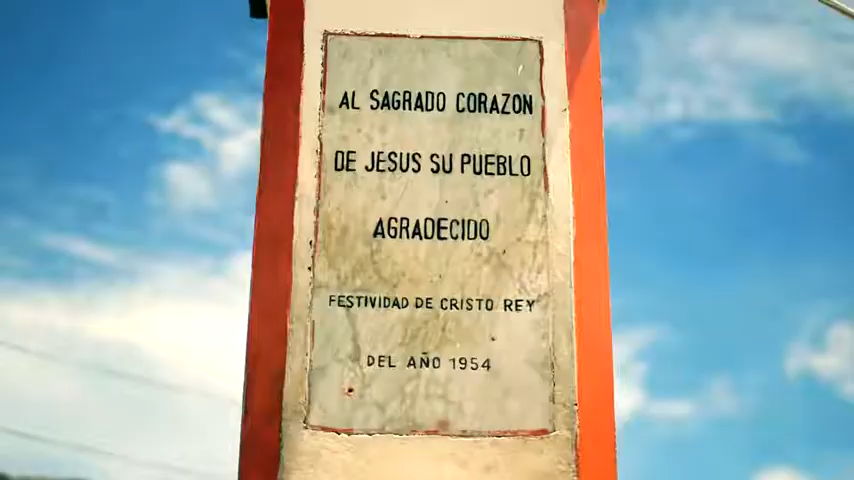 AL SAGRADO CORAZON
DE JESUS SU PUEBLO
AGRADECIDO
FESTIVIDAD DE CRISTO REY
DEL AÑO 1954